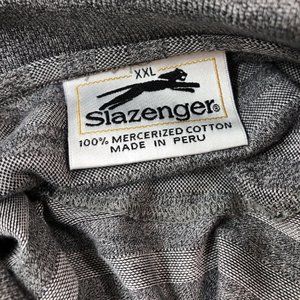 XXL
Slazenger®
100% MERCERIZED COTTON
MADE IN PERU